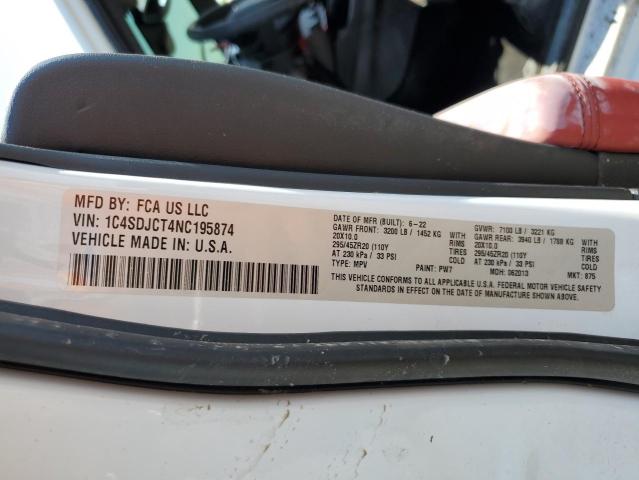 MFD BY: FCA US LLC
VIN: 1C4SDJCT4NC195874
VEHICLE MADE IN: U.S.A.
DATE OF MFR (BUILT): 6-22
GAWR FRONT: 3200 LB / 1452 KG WITH
20X10.0 RIMS
295/45ZR20 (110Y TIRES
AT 230 kPa / 33 PSI COLD
TYPE: MPV PAINT: PW7
GVWR: 7100 LB / 3221 KG
GAWR REAR: 3940 LB / 1788 KG WITH
20X10.0 RIMS
295/45ZR20 (110Y TIRES
AT 230 kPa / 33 PSI COLD
MDH: 062013 MKT: 875
THIS VEHICLE CONFORMS TO ALL APPLICABLE U.S.A. FEDERAL MOTOR VEHICLE SAFETY
STANDARDS IN EFFECT ON THE DATE OF MANUFACTURE SHOWN ABOVE.